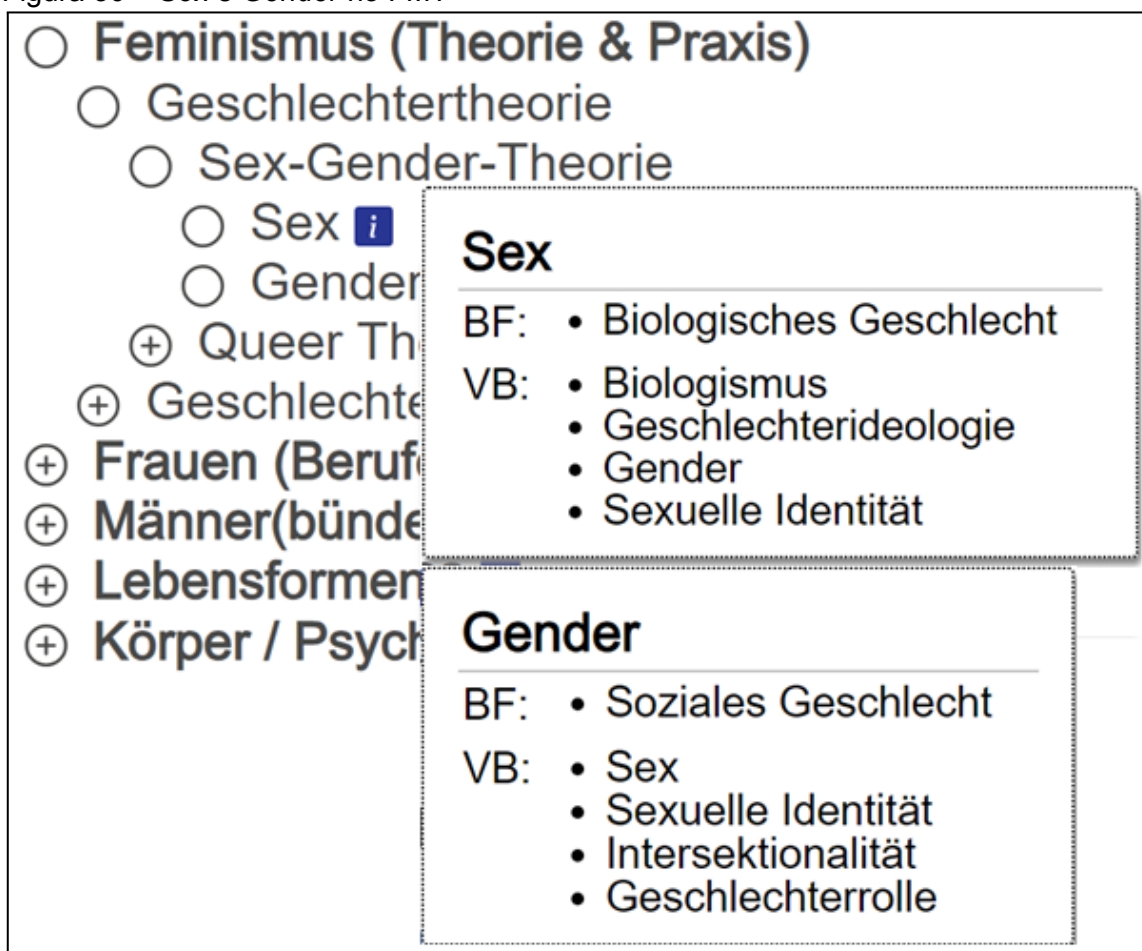 Feminismus (Theorie & Praxis)
Geschlechtertheorie
Sex-Gender-Theorie
Sex i
Gender
Queer Th
Geschlechte
Frauen (Beruf
Männer(bünde
Lebensformen
Körper / Psych
Sex
BF: • Biologisches Geschlecht
VB: • Biologismus
• Geschlechterideologie
• Gender
• Sexuelle Identität
Gender
BF: • Soziales Geschlecht
VB: • Sex
• Sexuelle Identität
• Intersektionalität
• Geschlechterrolle